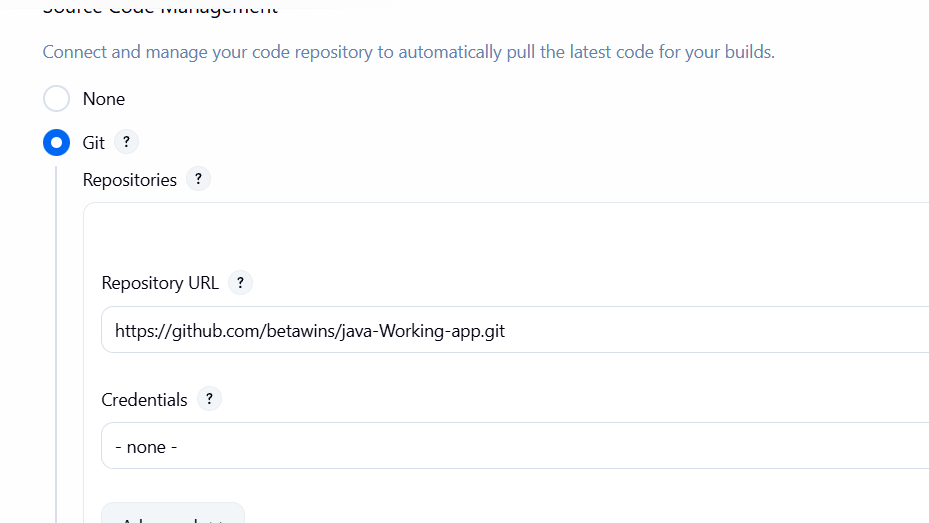 Source Code Management
Connect and manage your code repository to automatically pull the latest code for your builds.
None
Git ?
Repositories ?
Repository URL ?
https://github.com/betawins/java-Working-app.git
Credentials ?
- none -